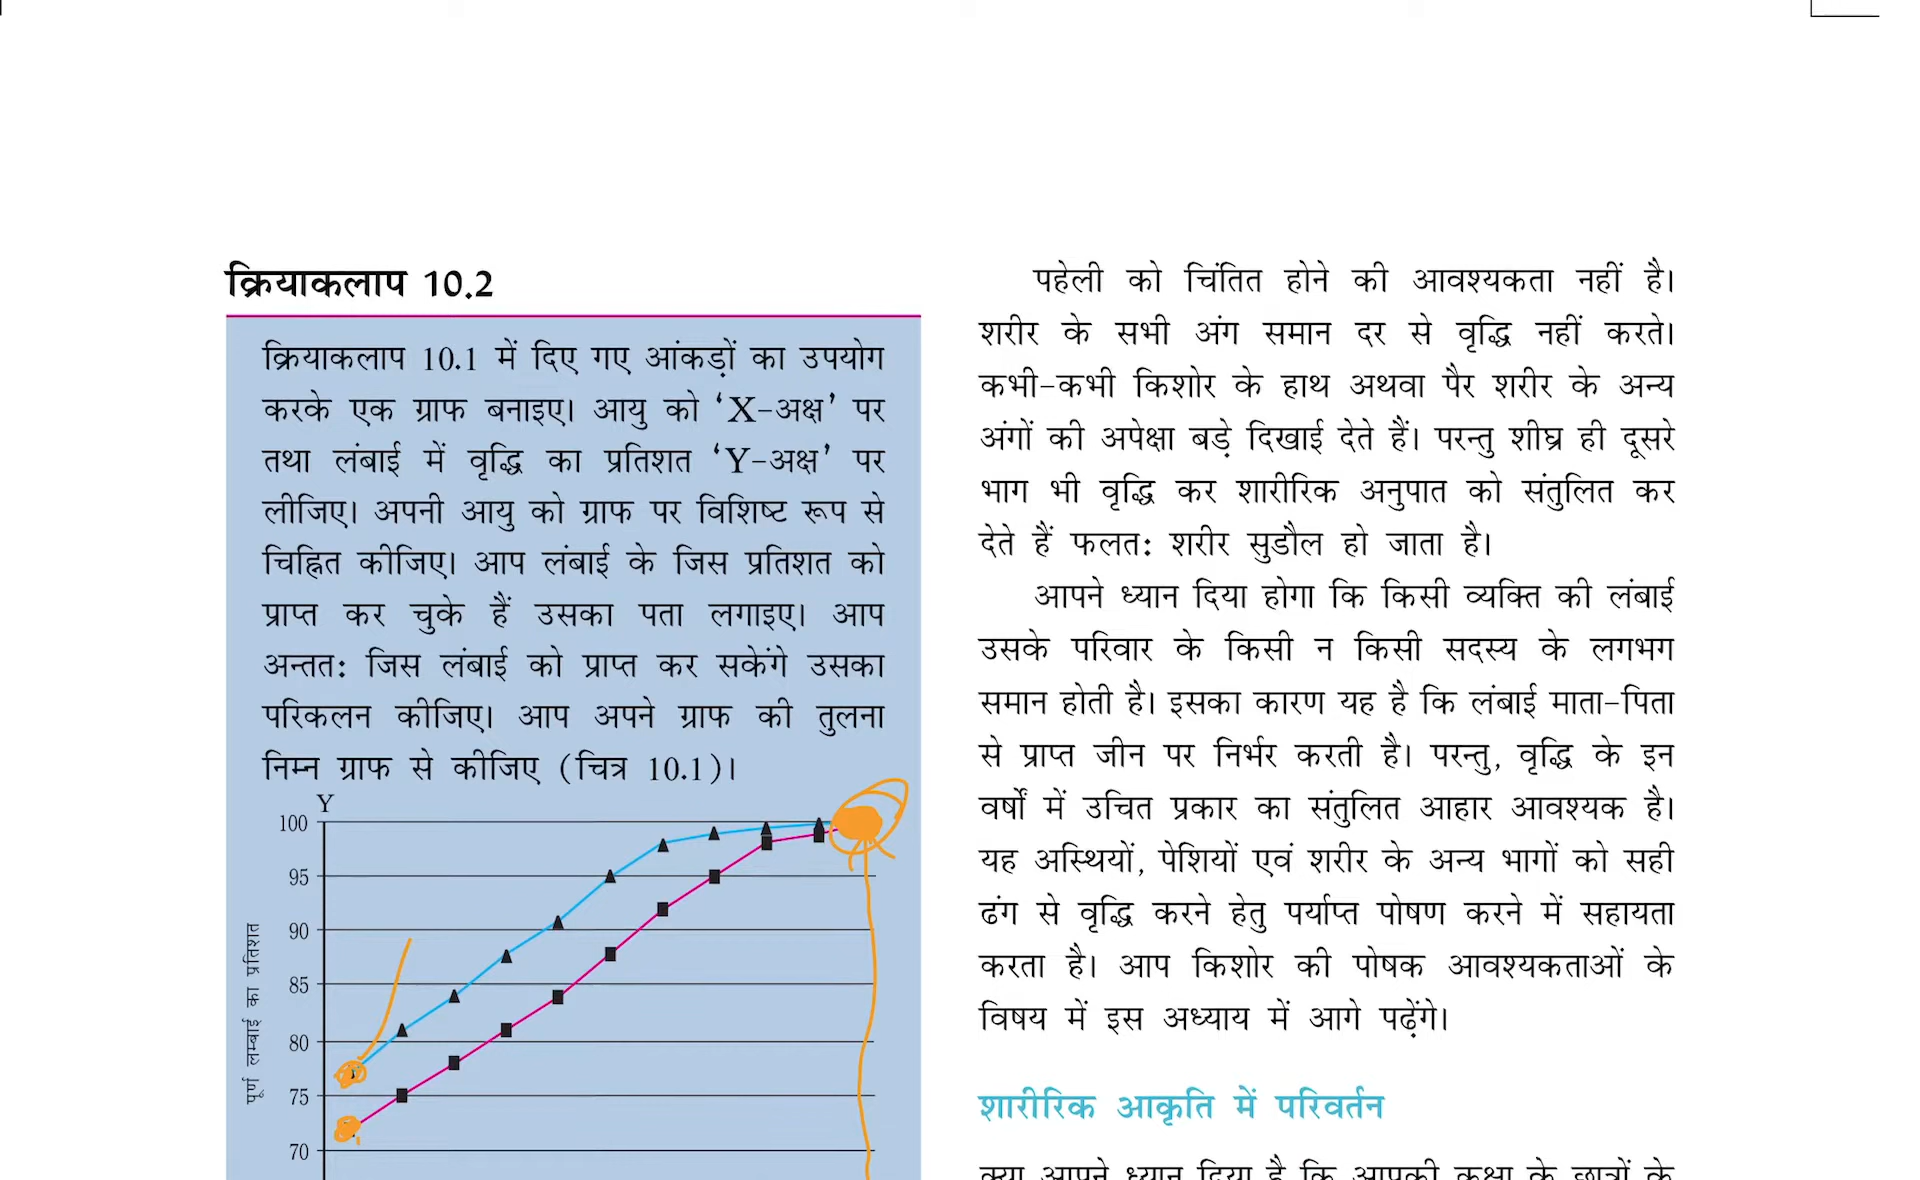 क्रियाकलाप 10.2
क्रियाकलाप 10.1 में दिए गए आंकड़ों का उपयोग
करके एक ग्राफ बनाइए। आयु को ‘X-अक्ष’ पर
तथा लंबाई में वृद्धि का प्रतिशत ‘Y-अक्ष’ पर
लीजिए। अपनी आयु को ग्राफ पर विशिष्ट रूप से
चिह्नित कीजिए। आप लंबाई के जिस प्रतिशत को
प्राप्त कर चुके हैं उसका पता लगाइए। आप
अन्तत: जिस लंबाई को प्राप्त कर सकेंगे उसका
परिकलन कीजिए। आप अपने ग्राफ की तुलना
निम्न ग्राफ से कीजिए (चित्र 10.1)।
Y
100
95
90
85
80
75
70
पूर्ण लम्बाई का प्रतिशत
पहेली को चिंतित होने की आवश्यकता नहीं है।
शरीर के सभी अंग समान दर से वृद्धि नहीं करते।
कभी-कभी किशोर के हाथ अथवा पैर शरीर के अन्य
अंगों की अपेक्षा बड़े दिखाई देते हैं। परन्तु शीघ्र ही दूसरे
भाग भी वृद्धि कर शारीरिक अनुपात को संतुलित कर
देते हैं फलत: शरीर सुडौल हो जाता है।
आपने ध्यान दिया होगा कि किसी व्यक्ति की लंबाई
उसके परिवार के किसी न किसी सदस्य के लगभग
समान होती है। इसका कारण यह है कि लंबाई माता-पिता
से प्राप्त जीन पर निर्भर करती है। परन्तु, वृद्धि के इन
वर्षों में उचित प्रकार का संतुलित आहार आवश्यक है।
यह अस्थियों, पेशियों एवं शरीर के अन्य भागों को सही
ढंग से वृद्धि करने हेतु पर्याप्त पोषण करने में सहायता
करता है। आप किशोर की पोषक आवश्यकताओं के
विषय में इस अध्याय में आगे पढ़ेंगे।
शारीरिक आकृति में परिवर्तन
क्या आपने ध्यान दिया है कि आपकी कक्षा के छात्रों के